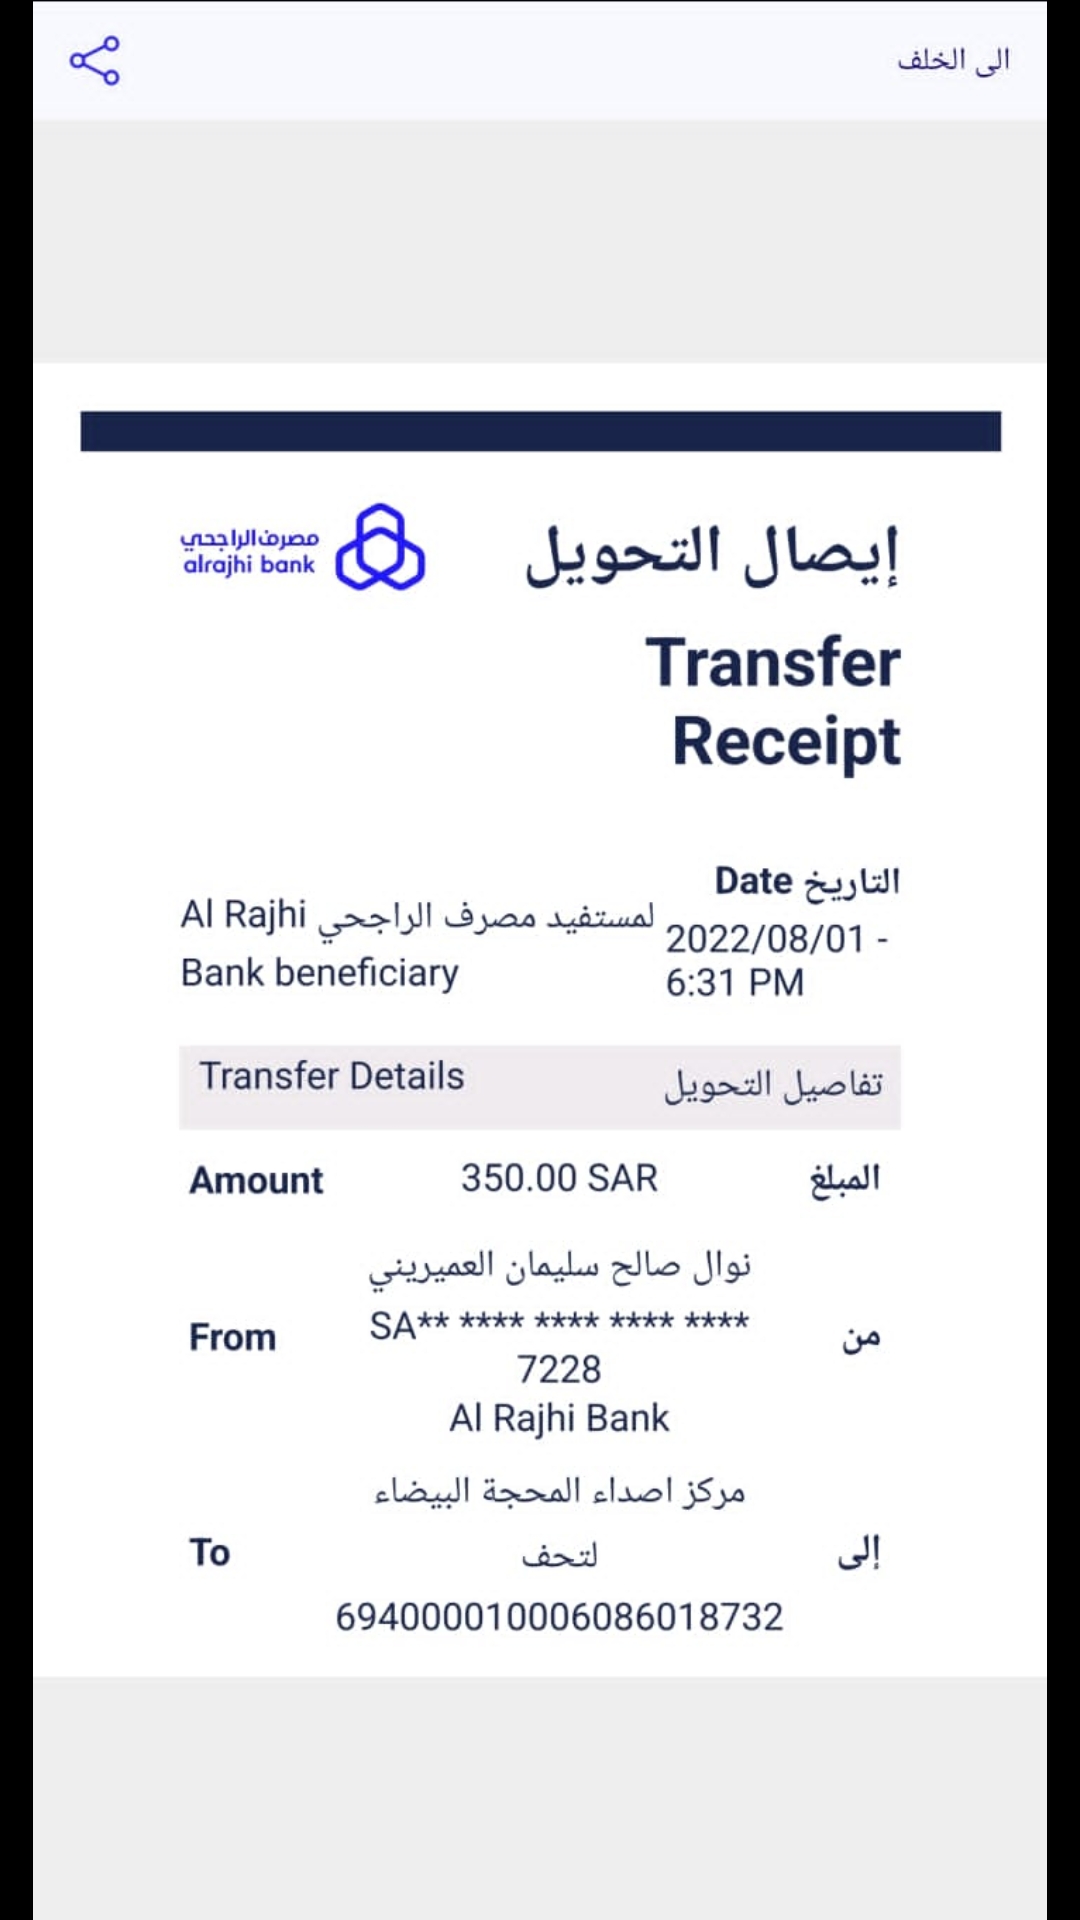 الى الخلف
مصرف الراجحي
alrajhi bank
إيصال التحويل
Transfer
Receipt
التاريخ Date
2022/08/01 -
6:31 PM
لمستفيد مصرف الراجحي Al Rajhi
Bank beneficiary
Transfer Details تفاصيل التحويل
Amount 350.00 SAR المبلغ
نوال صالح سليمان العميريني
SA** **** **** **** ****
From 7228 من
Al Rajhi Bank
مركز اصداء المحجة البيضاء
To لتحف إلى
694000010006086018732